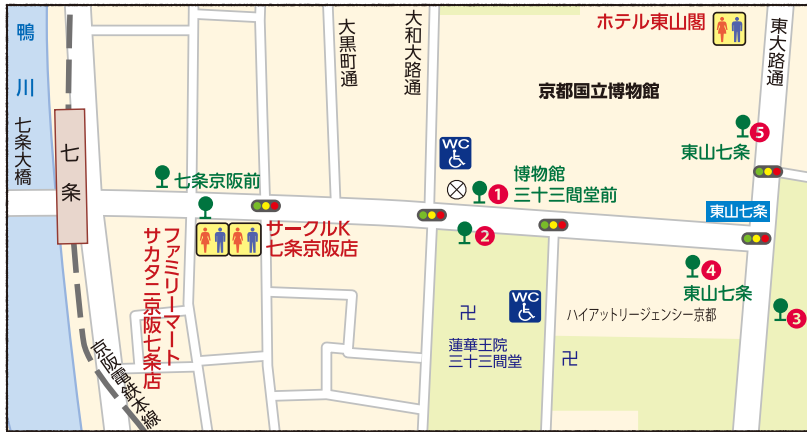 鴨川
七条大橋
七条
大黒町通
大和大路通
ホテル東山閣
東大路通
京都国立博物館
WC
5
東山七条
七条京阪前
博物館
三十三間堂前
1
東山七条
サークルK
七条京阪店
2
ファミリーマート
サカタニ京阪七条店
4
東山七条
3
WC
卍
ハイアットリージェンシー京都
蓮華王院
三十三間堂
卍
京阪電鉄本線